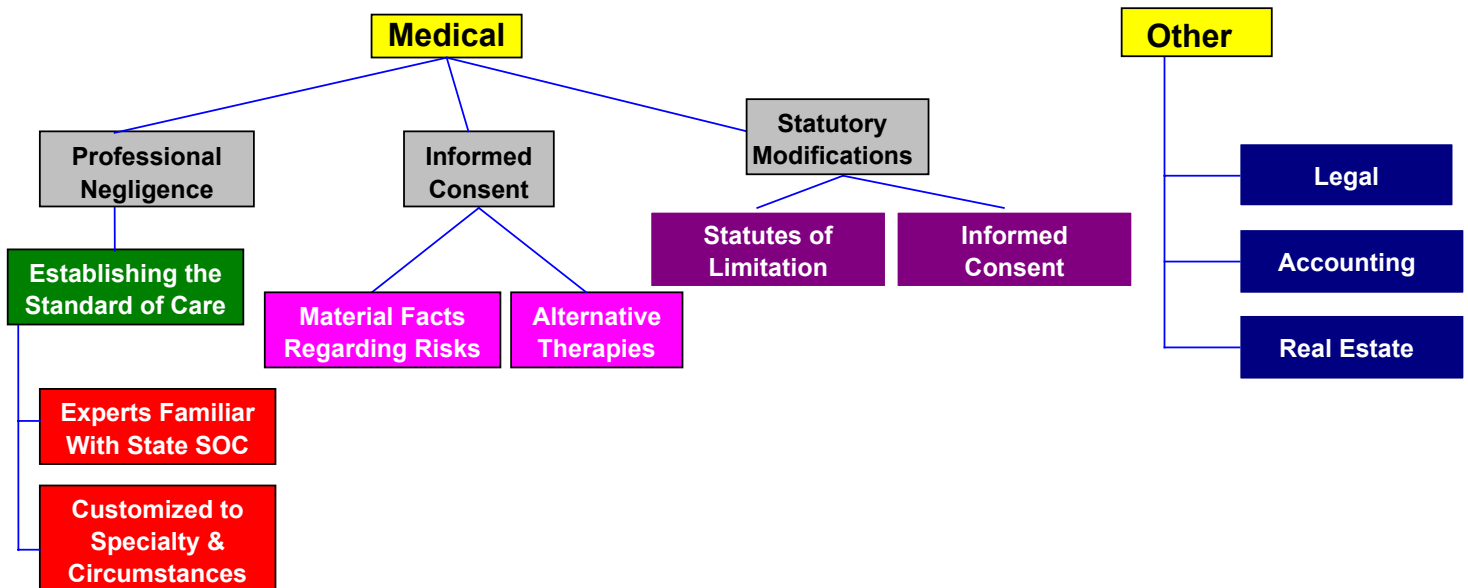 Medical
Other
Professional
Negligence
Informed
Consent
Statutory
Modifications
Legal
Establishing the
Standard of Care
Material Facts
Regarding Risks
Alternative
Therapies
Statutes of
Limitation
Informed
Consent
Accounting
Real Estate
Experts Familiar
With State SOC
Customized to
Specialty &
Circumstances